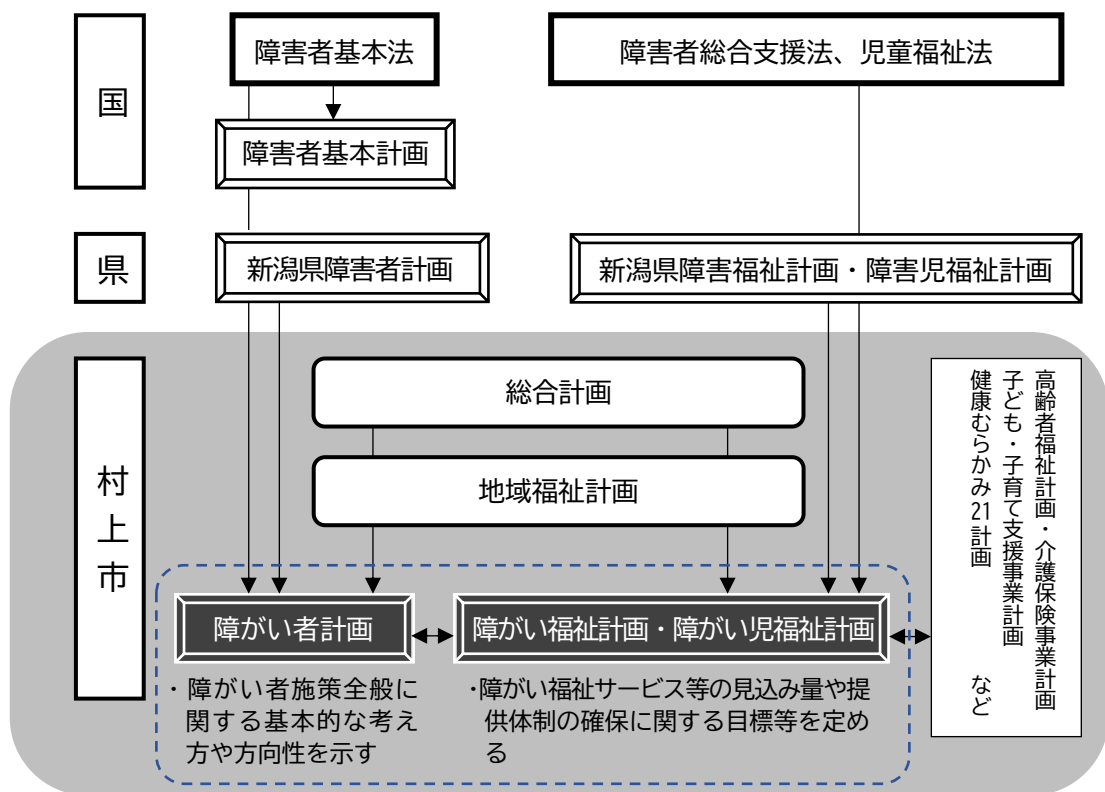 国
障害者基本法
障害者総合支援法、児童福祉法
障害者基本計画
県
新潟県障害者計画
新潟県障害福祉計画・障害児福祉計画
村上市
総合計画
地域福祉計画
障がい者計画
障がい福祉計画・障がい児福祉計画
・障がい者施策全般に
関する基本的な考え
方や方向性を示す
・障がい福祉サービス等の見込み量や提
供体制の確保に関する目標等を定め
る
高齢者福祉計画・介護保険事業計画
子ども・子育て支援事業計画
健康むらかみ21計画 など